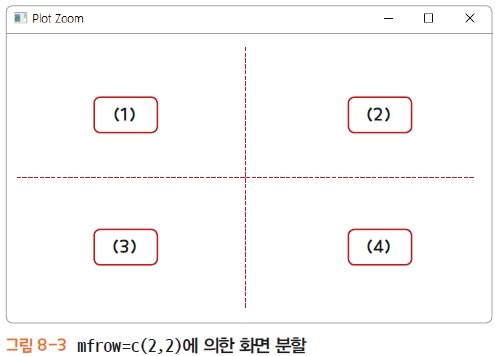 Plot Zoom
(1)
(2)
(3)
(4)
그림 8-3 mfrow=c(2,2)에 의한 화면 분할